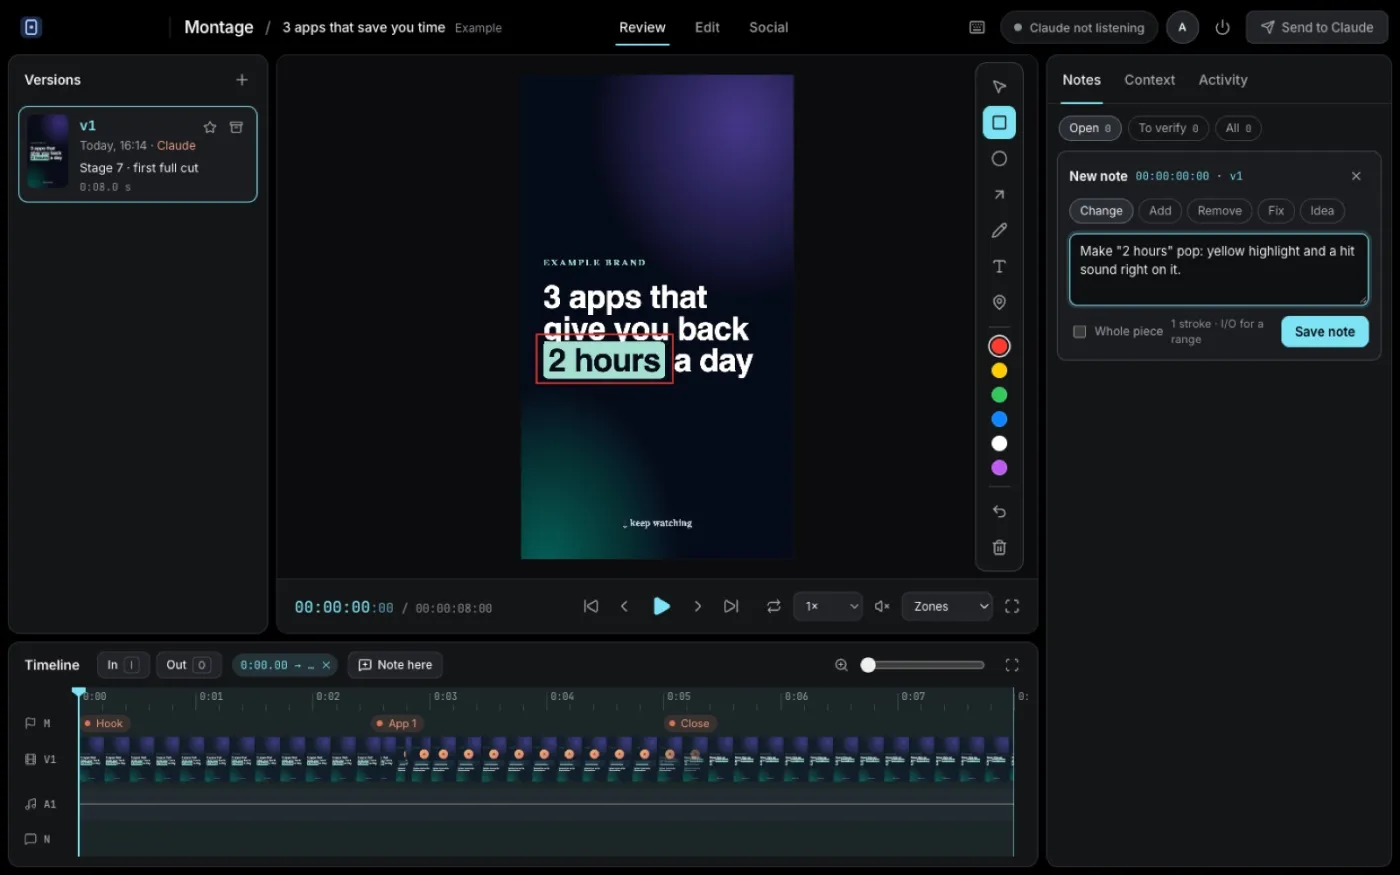 Montage / 3 apps that save you time Example
Review Edit Social
Claude not listening
A
Send to Claude
Versions
v1
Today, 16:14 · Claude
Stage 7 · first full cut
0:08.0 s
EXAMPLE BRAND
3 apps that
give you back
2 hours a day
keep watching
00:00:00:00 / 00:00:08:00
1×
Zones
Notes Context Activity
Open 0 To verify 0 All 0
New note 00:00:00:00 · v1
Change Add Remove Fix Idea
Make "2 hours" pop: yellow highlight and a hit
sound right on it.
Whole piece
1 stroke · I/O for a
range
Save note
Timeline In I Out O 0:00.00 → … × Note here
0:00 0:01 0:02 0:03 0:04 0:05 0:06 0:07 0:
M Hook App 1 Close
V1
A1
N